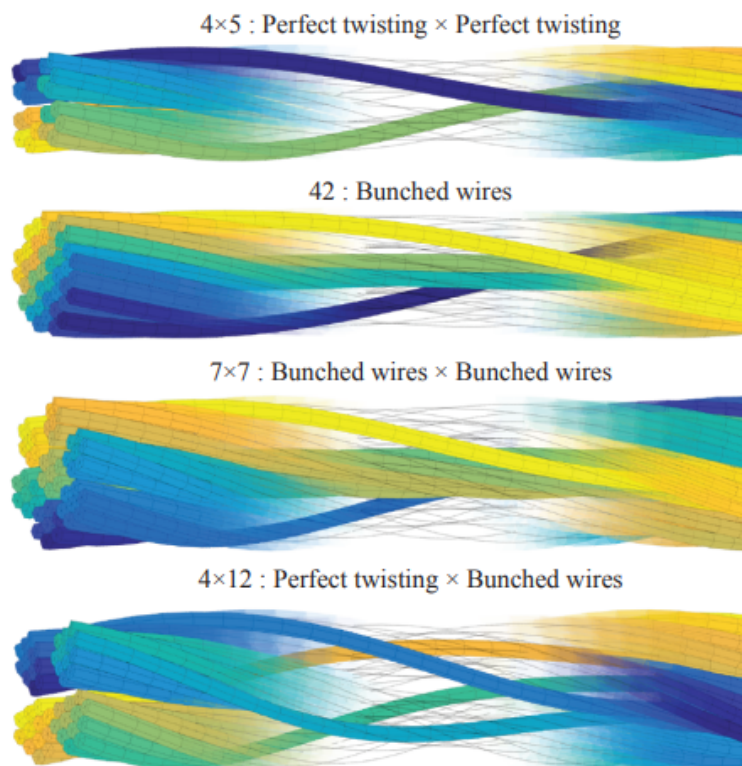 4×5 : Perfect twisting × Perfect twisting
42 : Bunched wires
7×7 : Bunched wires × Bunched wires
4×12 : Perfect twisting × Bunched wires